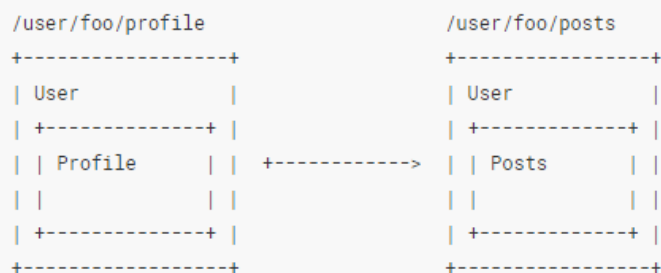 /user/foo/profile                     /user/foo/posts
+------------------+                  +-----------------+
| User             |                  | User            |
| +--------------+ |                  | +-------------+ |
| | Profile      | |  +------------>  | | Posts       | |
| |              | |                  | |             | |
| +--------------+ |                  | +-------------+ |
+------------------+                  +-----------------+